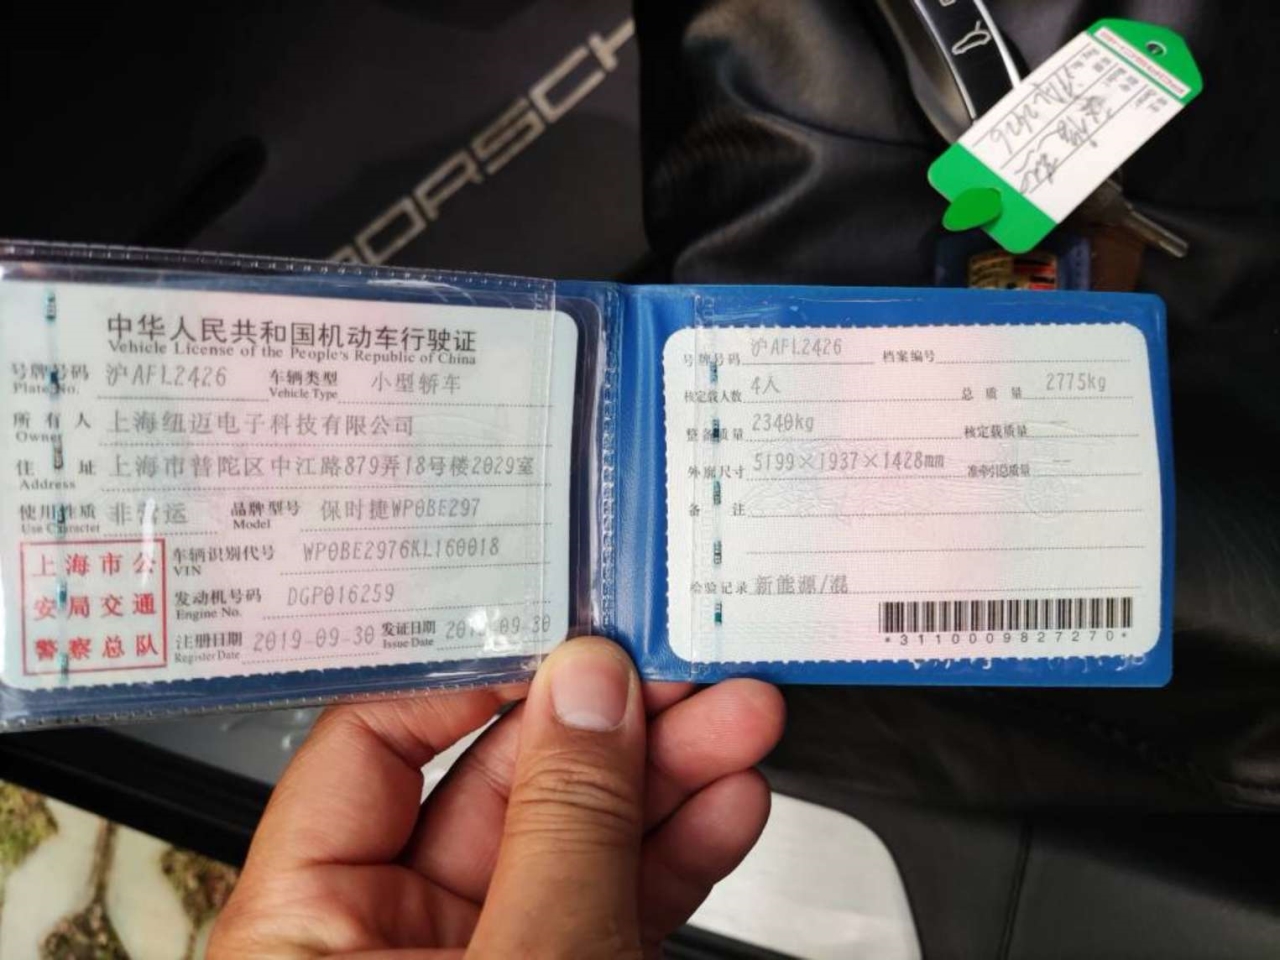 PORSCH
中华人民共和国机动车行驶证
Vehicle License of the People's Republic of China
号牌号码 沪AFL2426 车辆类型 小型轿车
Plate No. Vehicle Type
所有人 上海纽迈电子科技有限公司
Owner
住址 上海市普陀区中江路879弄18号楼2029室
Address
使用性质 非营运 品牌型号 保时捷WP0BE297
Use Character Model
上海市公安局交通警察总队
车辆识别代号 WP0BE2976KL160018
VIN
发动机号码 DGP016259
Engine No.
注册日期 2019-09-30 发证日期 2019-09-30
Register Date Issue Date
号牌号码 沪AFL2426 档案编号
核定载人数 4人 总质量 2775kg
整备质量 2340kg 核定载质量 --
外廓尺寸 5199×1937×1428mm 准牵引总质量 --
备注
检验记录 新能源/混
*3110009827270*